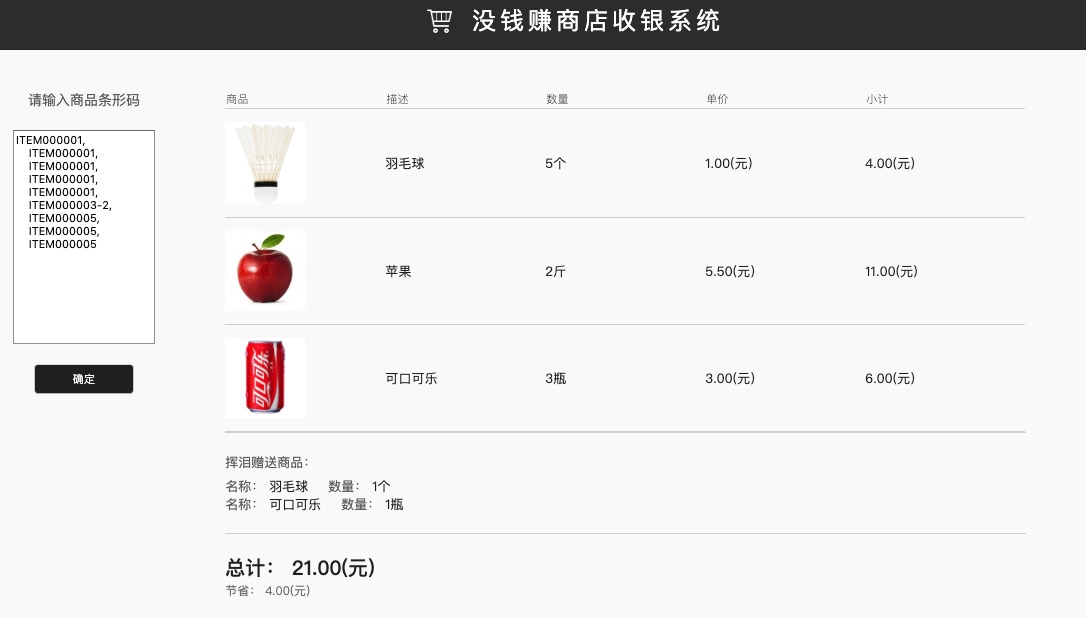 没钱赚商店收银系统
请输入商品条形码
ITEM000001,
ITEM000001,
ITEM000001,
ITEM000001,
ITEM000001,
ITEM000003-2,
ITEM000005,
ITEM000005,
ITEM000005
确定
商品 描述 数量 单价 小计
羽毛球 5个 1.00(元) 4.00(元)
苹果 2斤 5.50(元) 11.00(元)
可口可乐
可口可乐 3瓶 3.00(元) 6.00(元)
挥泪赠送商品：
名称： 羽毛球 数量： 1个
名称： 可口可乐 数量： 1瓶
总计： 21.00(元)
节省： 4.00(元)